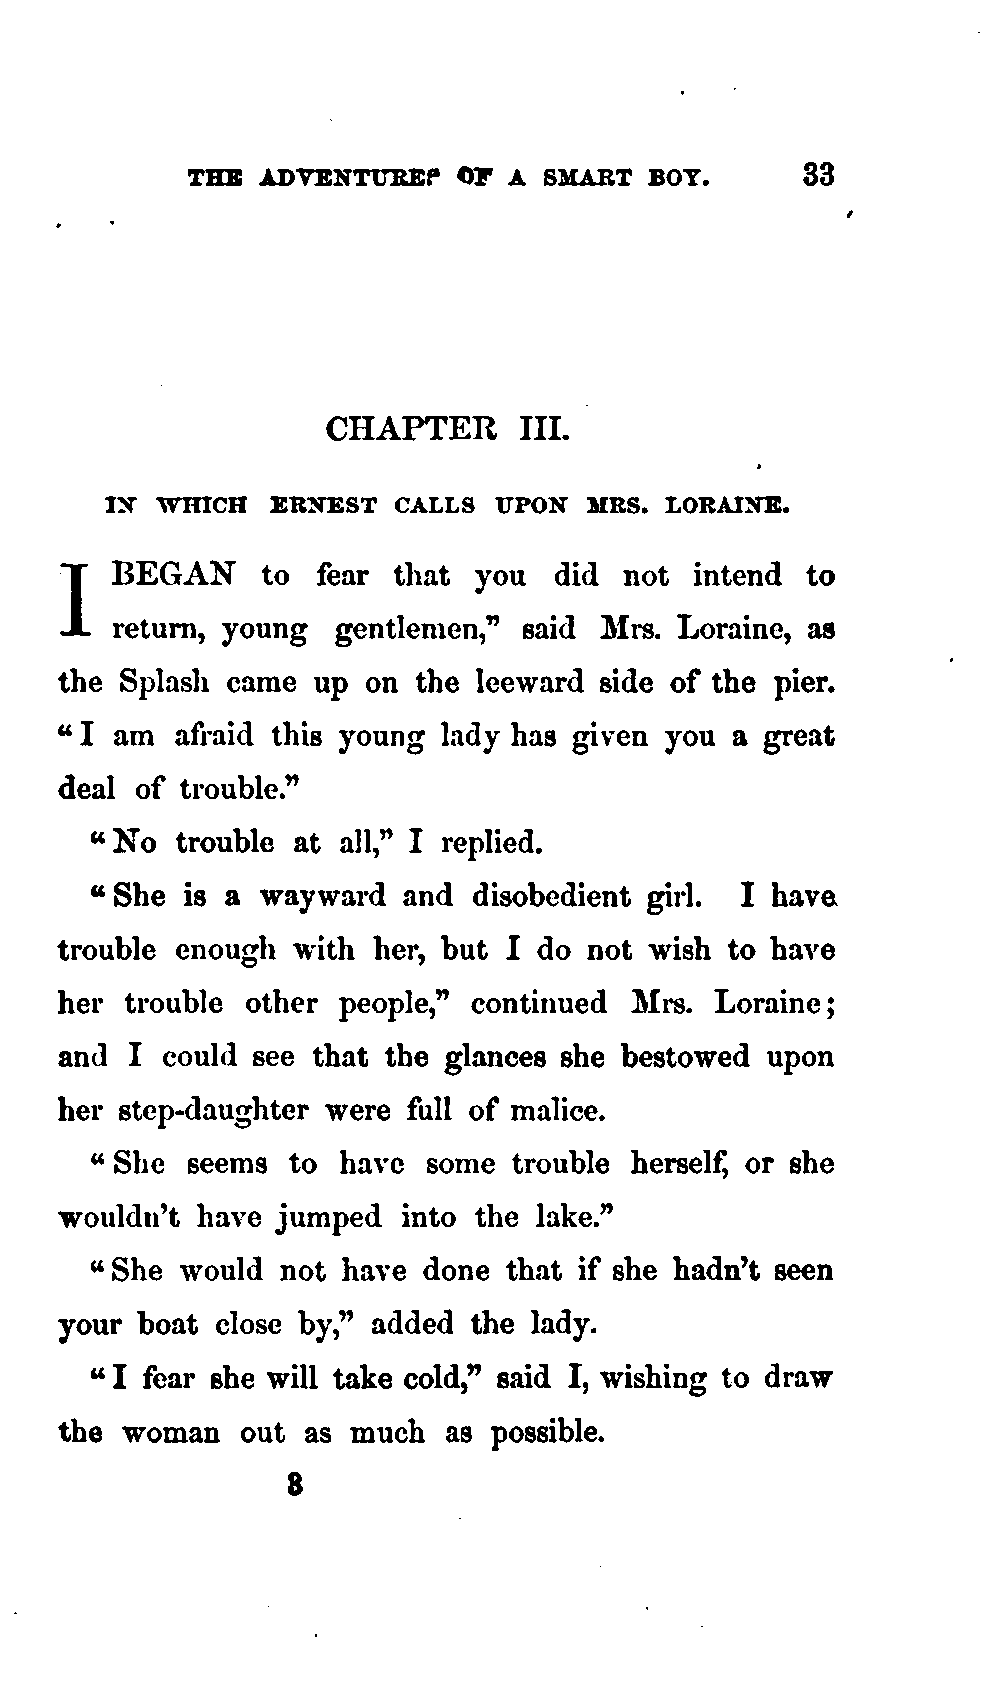 THE ADVENTURES OF A SMART BOY. 33
CHAPTER III.
IN WHICH ERNEST CALLS UPON MRS. LORAINE.
I BEGAN to fear that you did not intend to
return, young gentlemen,” said Mrs. Loraine, as
the Splash came up on the leeward side of the pier.
“I am afraid this young lady has given you a great
deal of trouble.”
“No trouble at all,” I replied.
“She is a wayward and disobedient girl. I have
trouble enough with her, but I do not wish to have
her trouble other people,” continued Mrs. Loraine;
and I could see that the glances she bestowed upon
her step-daughter were full of malice.
“She seems to have some trouble herself, or she
wouldn’t have jumped into the lake.”
“She would not have done that if she hadn’t seen
your boat close by,” added the lady.
“I fear she will take cold,” said I, wishing to draw
the woman out as much as possible.
3